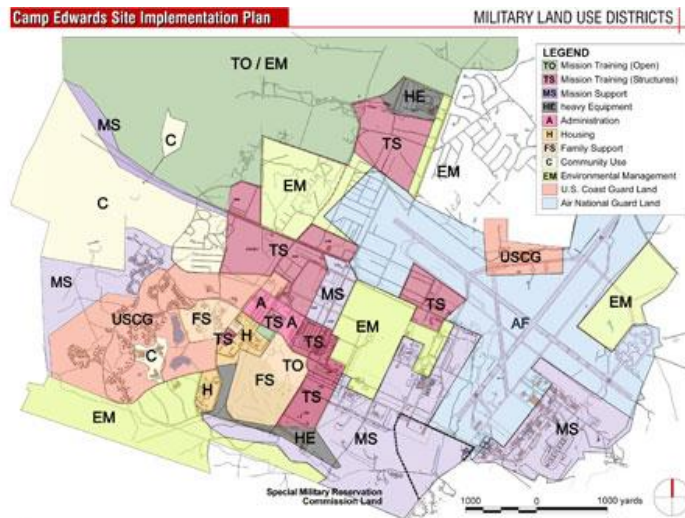 Camp Edwards Site Implementation Plan
MILITARY LAND USE DISTRICTS
LEGEND
TO Mission Training (Open)
TS Mission Training (Structures)
MS Mission Support
HE heavy Equipment
A Administration
H Housing
FS Family Support
C Community Use
EM Environmental Management
U.S. Coast Guard Land
Air National Guard Land
TO / EM
HE
MS
C
TS
EM
EM
C
TS
USCG
MS
MS
TS
EM
A
USCG
FS
TS A
EM
AF
TS
H
TS
C
TO
H
FS
TS
EM
HE
MS
MS
Special Military Reservation
Commission Land
1000 0 1000 yards